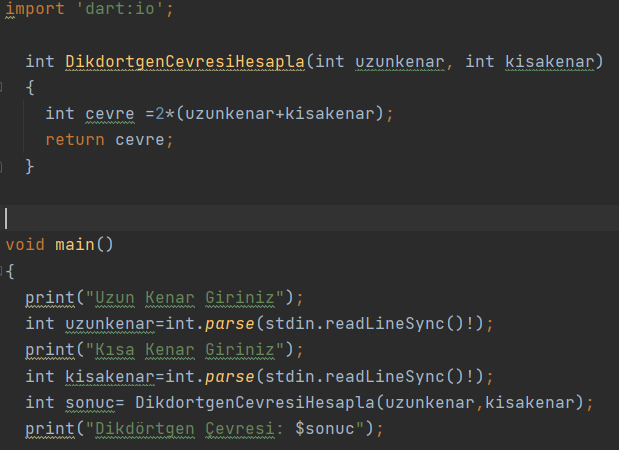 import 'dart:io';
int DikdortgenCevresiHesapla(int uzunkenar, int kisakenar)
{
int cevre =2*(uzunkenar+kisakenar);
return cevre;
}
void main()
{
print("Uzun Kenar Giriniz");
int uzunkenar=int.parse(stdin.readLineSync()!);
print("Kısa Kenar Giriniz");
int kisakenar=int.parse(stdin.readLineSync()!);
int sonuc= DikdortgenCevresiHesapla(uzunkenar,kisakenar);
print("Dikdörtgen Çevresi: $sonuc");